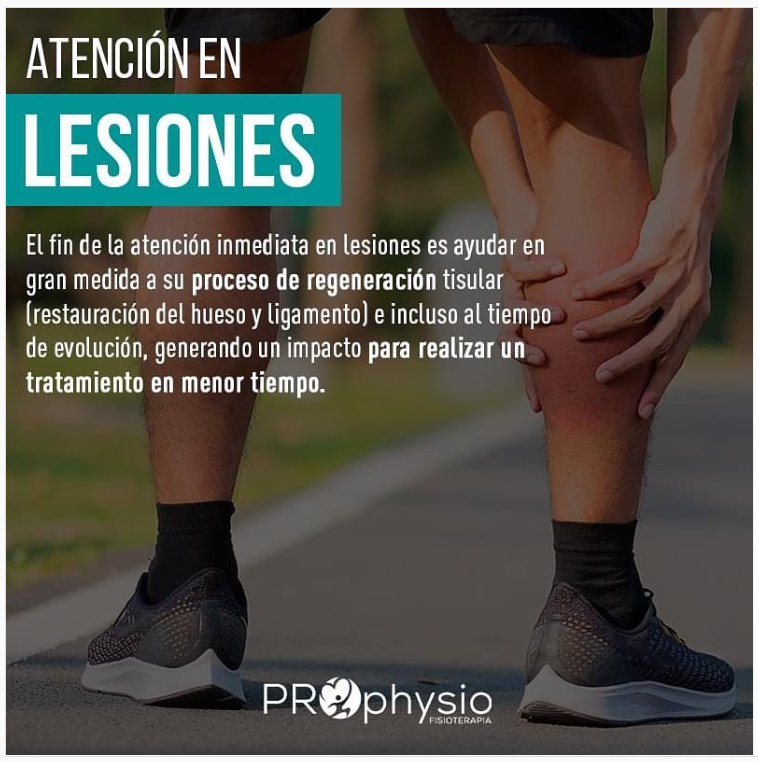 ATENCIÓN EN
LESIONES
El fin de la atención inmediata en lesiones es ayudar en
gran medida a su proceso de regeneración tisular
(restauración del hueso y ligamento) e incluso al tiempo
de evolución, generando un impacto para realizar un
tratamiento en menor tiempo.
PROphysio
FISIOTERAPIA